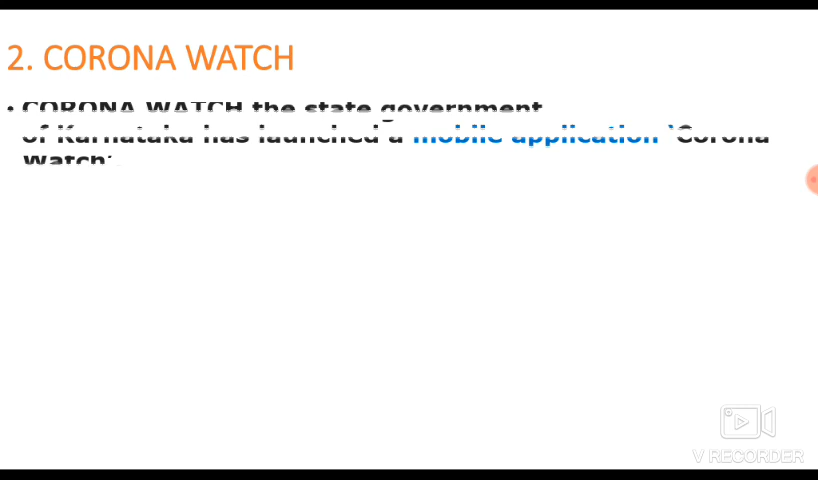 2. CORONA WATCH
• CORONA WATCH the state government
of Karnataka has launched a mobile application `Corona
Watch’.
V RECORDER